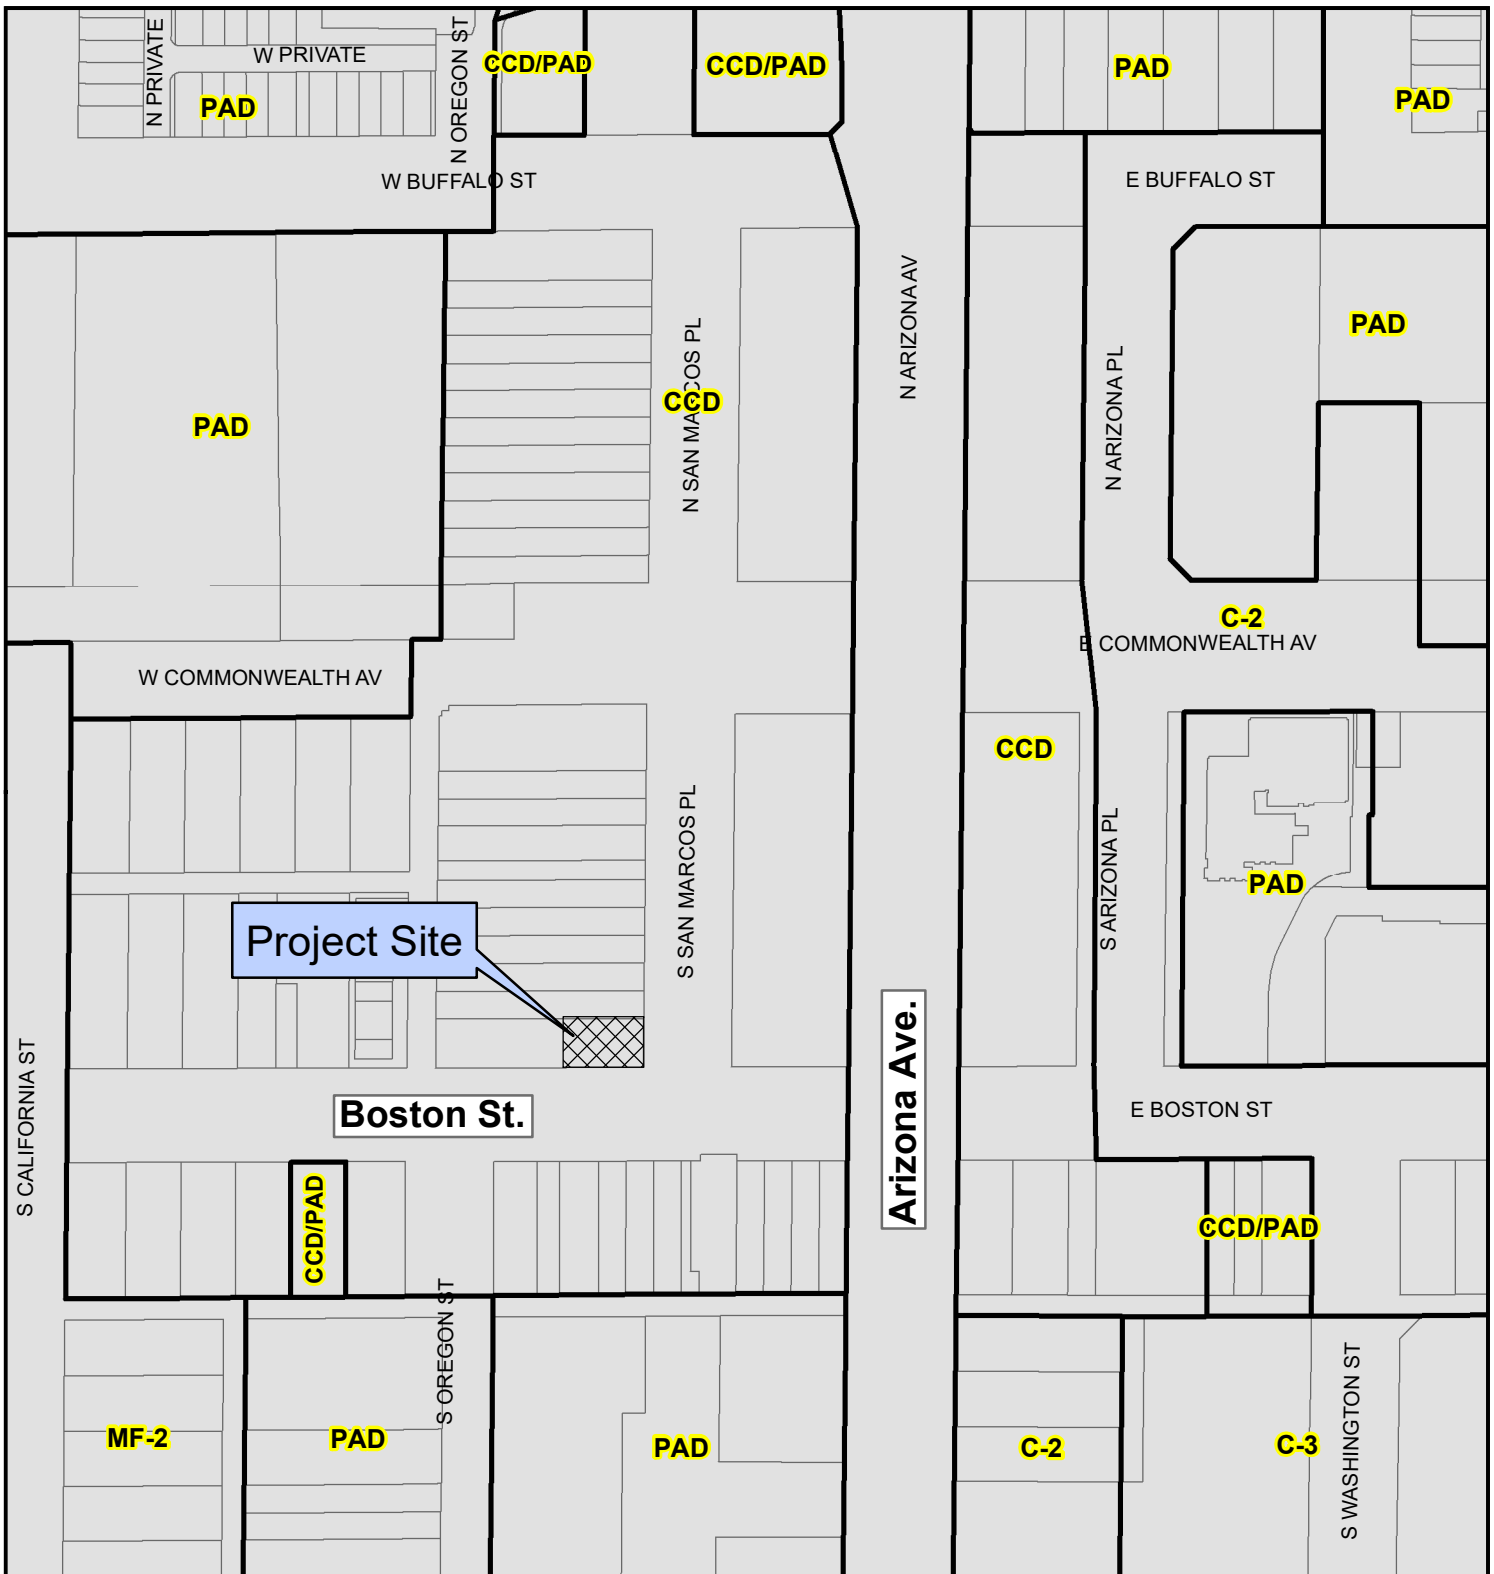 N PRIVATE
W PRIVATE
N OREGON ST
CCD/PAD
CCD/PAD
PAD
PAD
PAD
W BUFFALO ST
E BUFFALO ST
N ARIZONA AV
N SAN MARCOS PL
CCD
N ARIZONA PL
PAD
PAD
C-2
E COMMONWEALTH AV
W COMMONWEALTH AV
CCD
S SAN MARCOS PL
S ARIZONA PL
PAD
Project Site
Arizona Ave.
S CALIFORNIA ST
Boston St.
E BOSTON ST
CCD/PAD
CCD/PAD
S OREGON ST
S WASHINGTON ST
MF-2
PAD
PAD
C-2
C-3